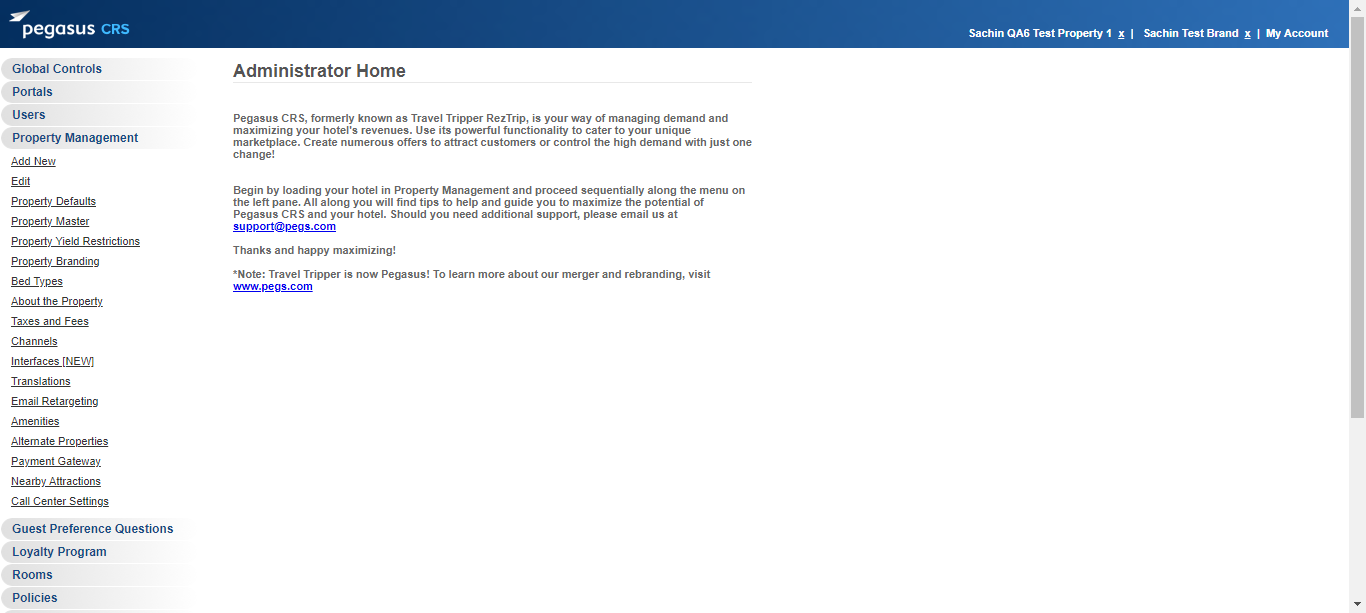 pegasus CRS
Sachin QA6 Test Property 1 x | Sachin Test Brand x | My Account
Global Controls
Portals
Users
Property Management
Add New
Edit
Property Defaults
Property Master
Property Yield Restrictions
Property Branding
Bed Types
About the Property
Taxes and Fees
Channels
Interfaces [NEW]
Translations
Email Retargeting
Amenities
Alternate Properties
Payment Gateway
Nearby Attractions
Call Center Settings
Guest Preference Questions
Loyalty Program
Rooms
Policies
Administrator Home
Pegasus CRS, formerly known as Travel Tripper RezTrip, is your way of managing demand and
maximizing your hotel's revenues. Use its powerful functionality to cater to your unique
marketplace. Create numerous offers to attract customers or control the high demand with just one
change!
Begin by loading your hotel in Property Management and proceed sequentially along the menu on
the left pane. All along you will find tips to help and guide you to maximize the potential of
Pegasus CRS and your hotel. Should you need additional support, please email us at
support@pegs.com
Thanks and happy maximizing!
*Note: Travel Tripper is now Pegasus! To learn more about our merger and rebranding, visit
www.pegs.com